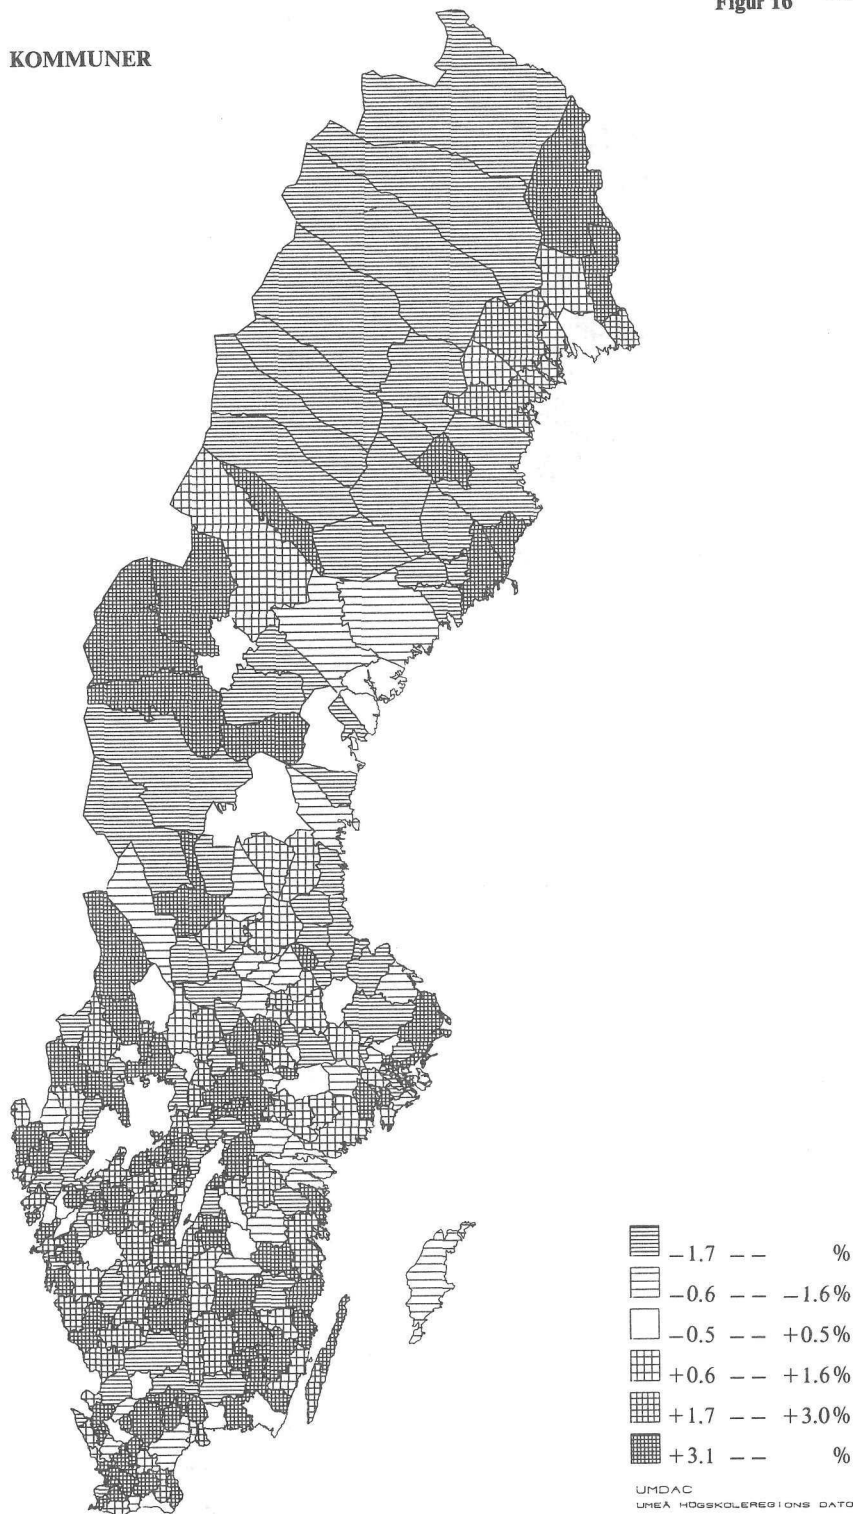 Figur 16
KOMMUNER
−1.7 −− %
−0.6 −− −1.6%
−0.5 −− +0.5%
+0.6 −− +1.6%
+1.7 −− +3.0%
+3.1 −− %
UMDAC
UMEÅ HÖGSKOLEREGIONS DATO